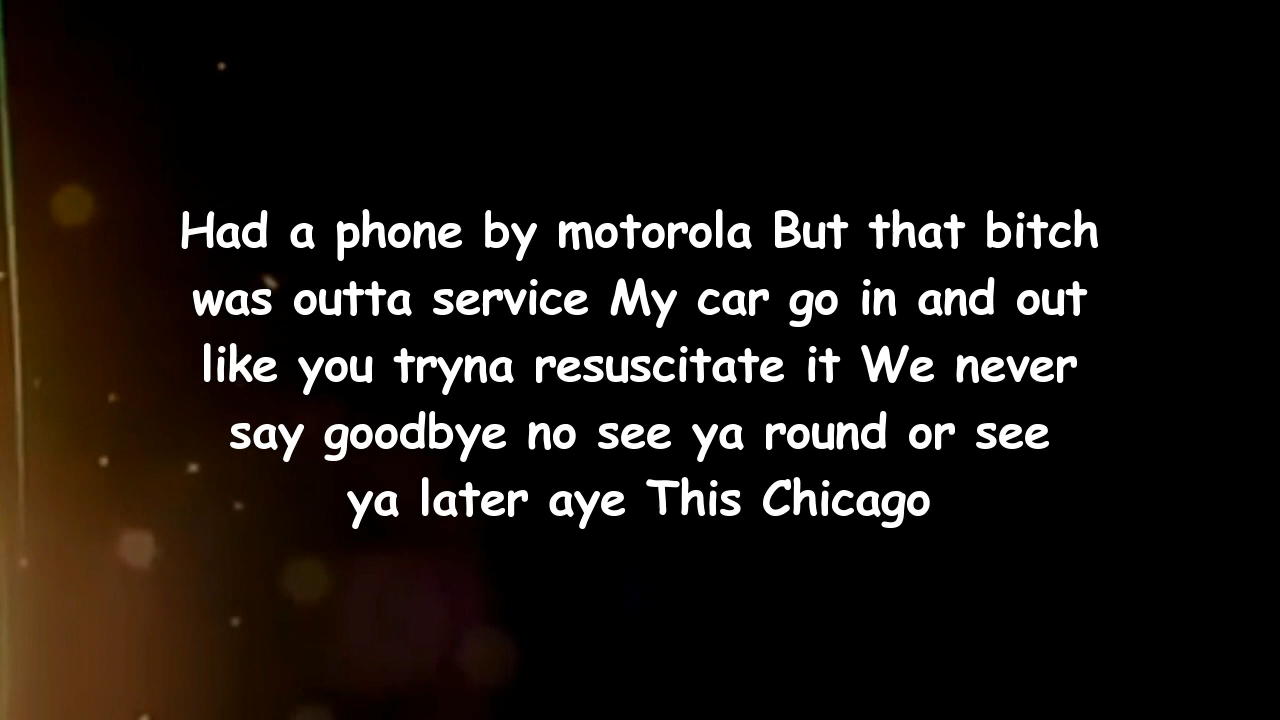 Had a phone by motorola But that bitch
was outta service My car go in and out
like you tryna resuscitate it We never
say goodbye no see ya round or see
ya later aye This Chicago